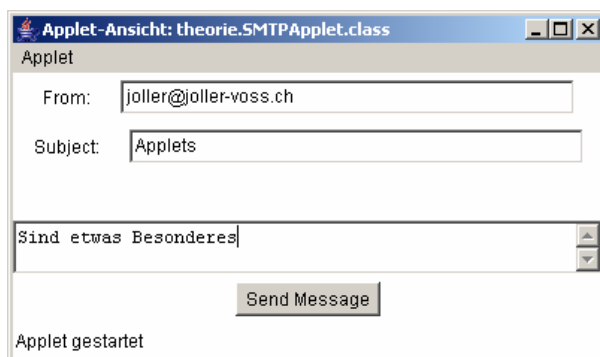 Applet-Ansicht: theorie.SMTPApplet.class
Applet
From: joller@joller-voss.ch
Subject: Applets
Sind etwas Besonderes
Send Message
Applet gestartet